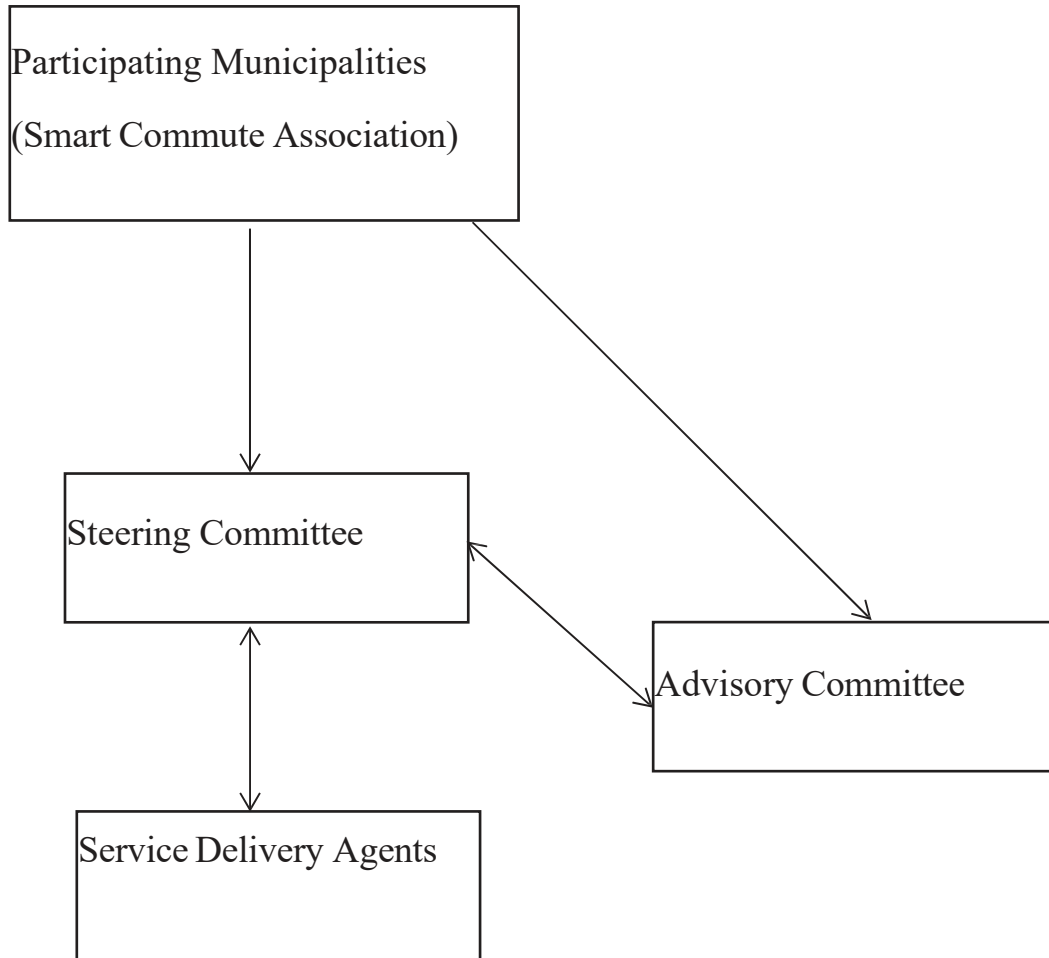 Participating Municipalities
(Smart Commute Association)
Steering Committee
Advisory Committee
Service Delivery Agents